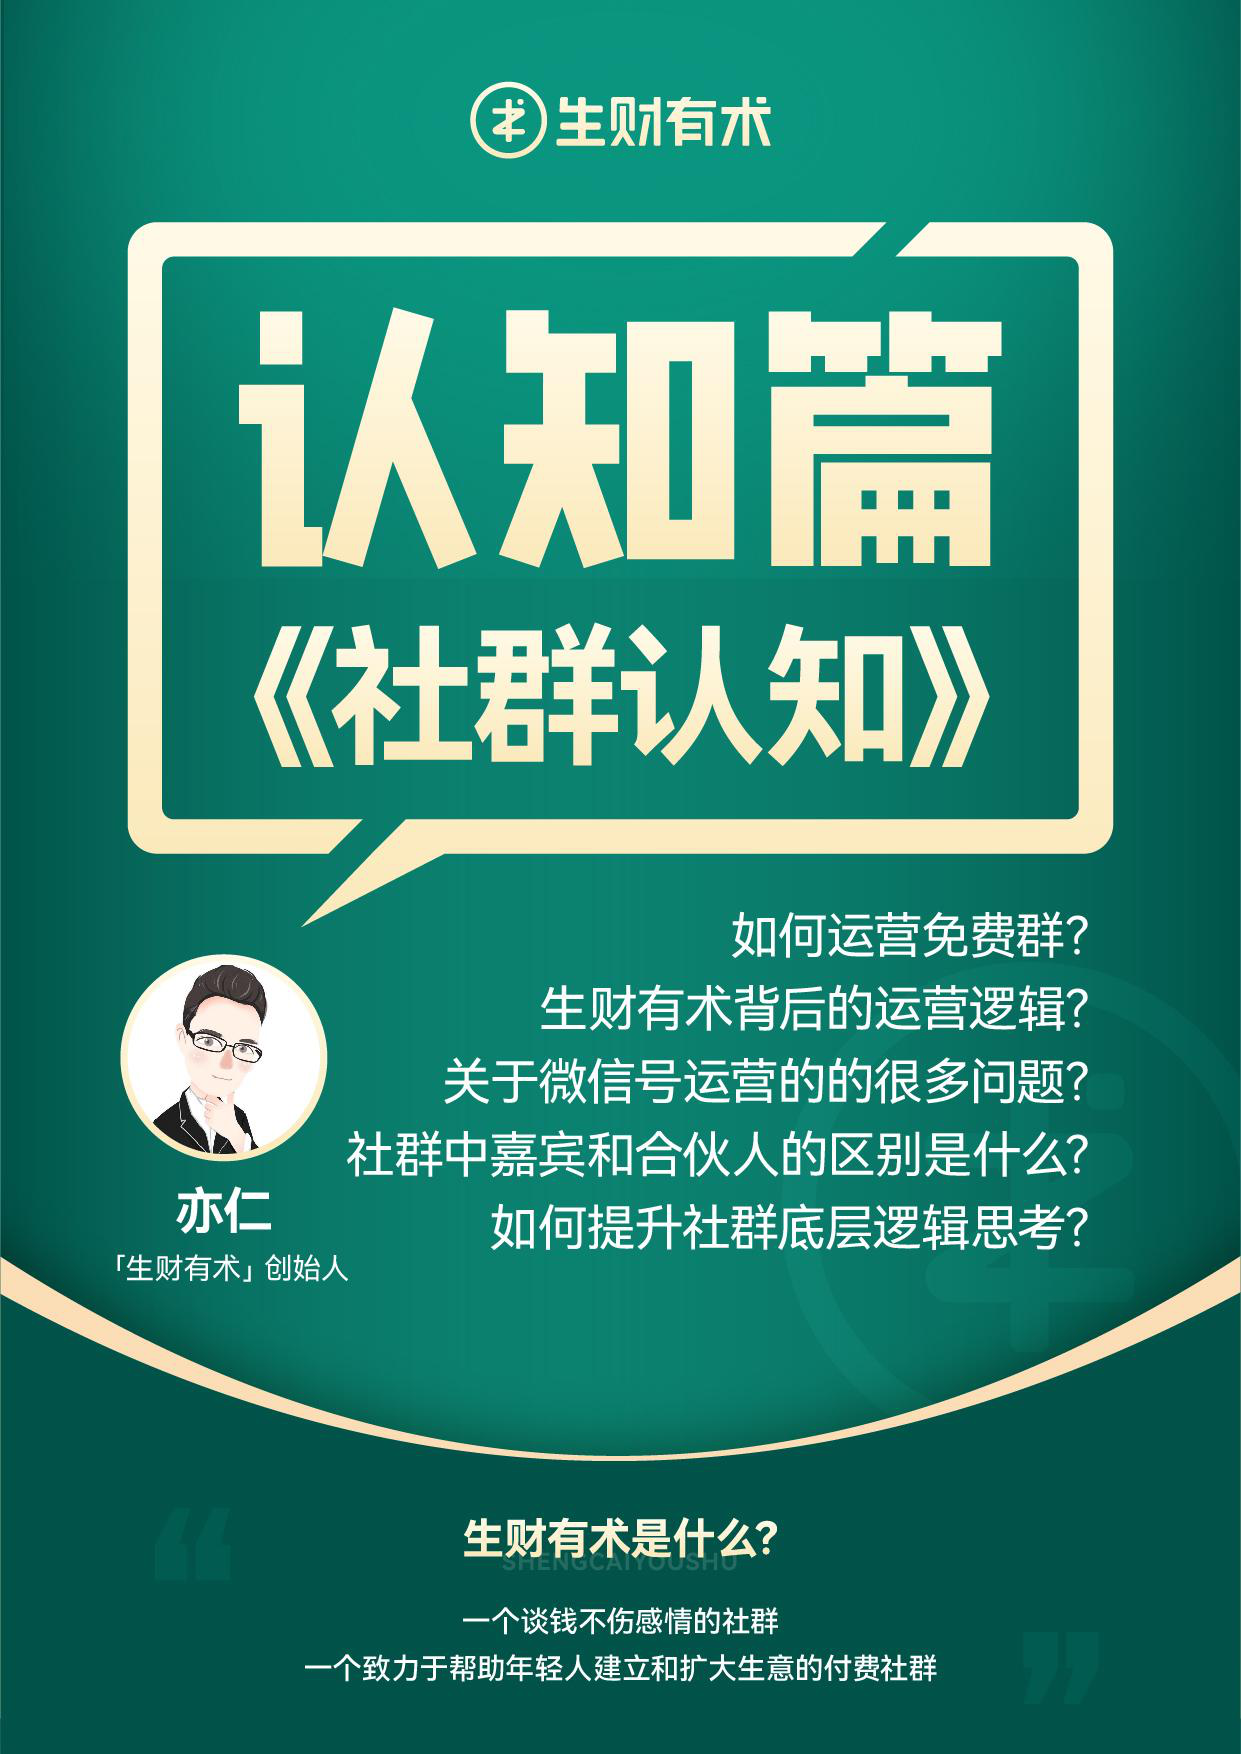 生财有术
认知篇
《社群认知》
如何运营免费群?
生财有术背后的运营逻辑?
关于微信号运营的的很多问题?
社群中嘉宾和合伙人的区别是什么?
如何提升社群底层逻辑思考?
亦仁
「生财有术」创始人
生财有术是什么?
SHENGCAIYOUSHU
一个谈钱不伤感情的社群
一个致力于帮助年轻人建立和扩大生意的付费社群